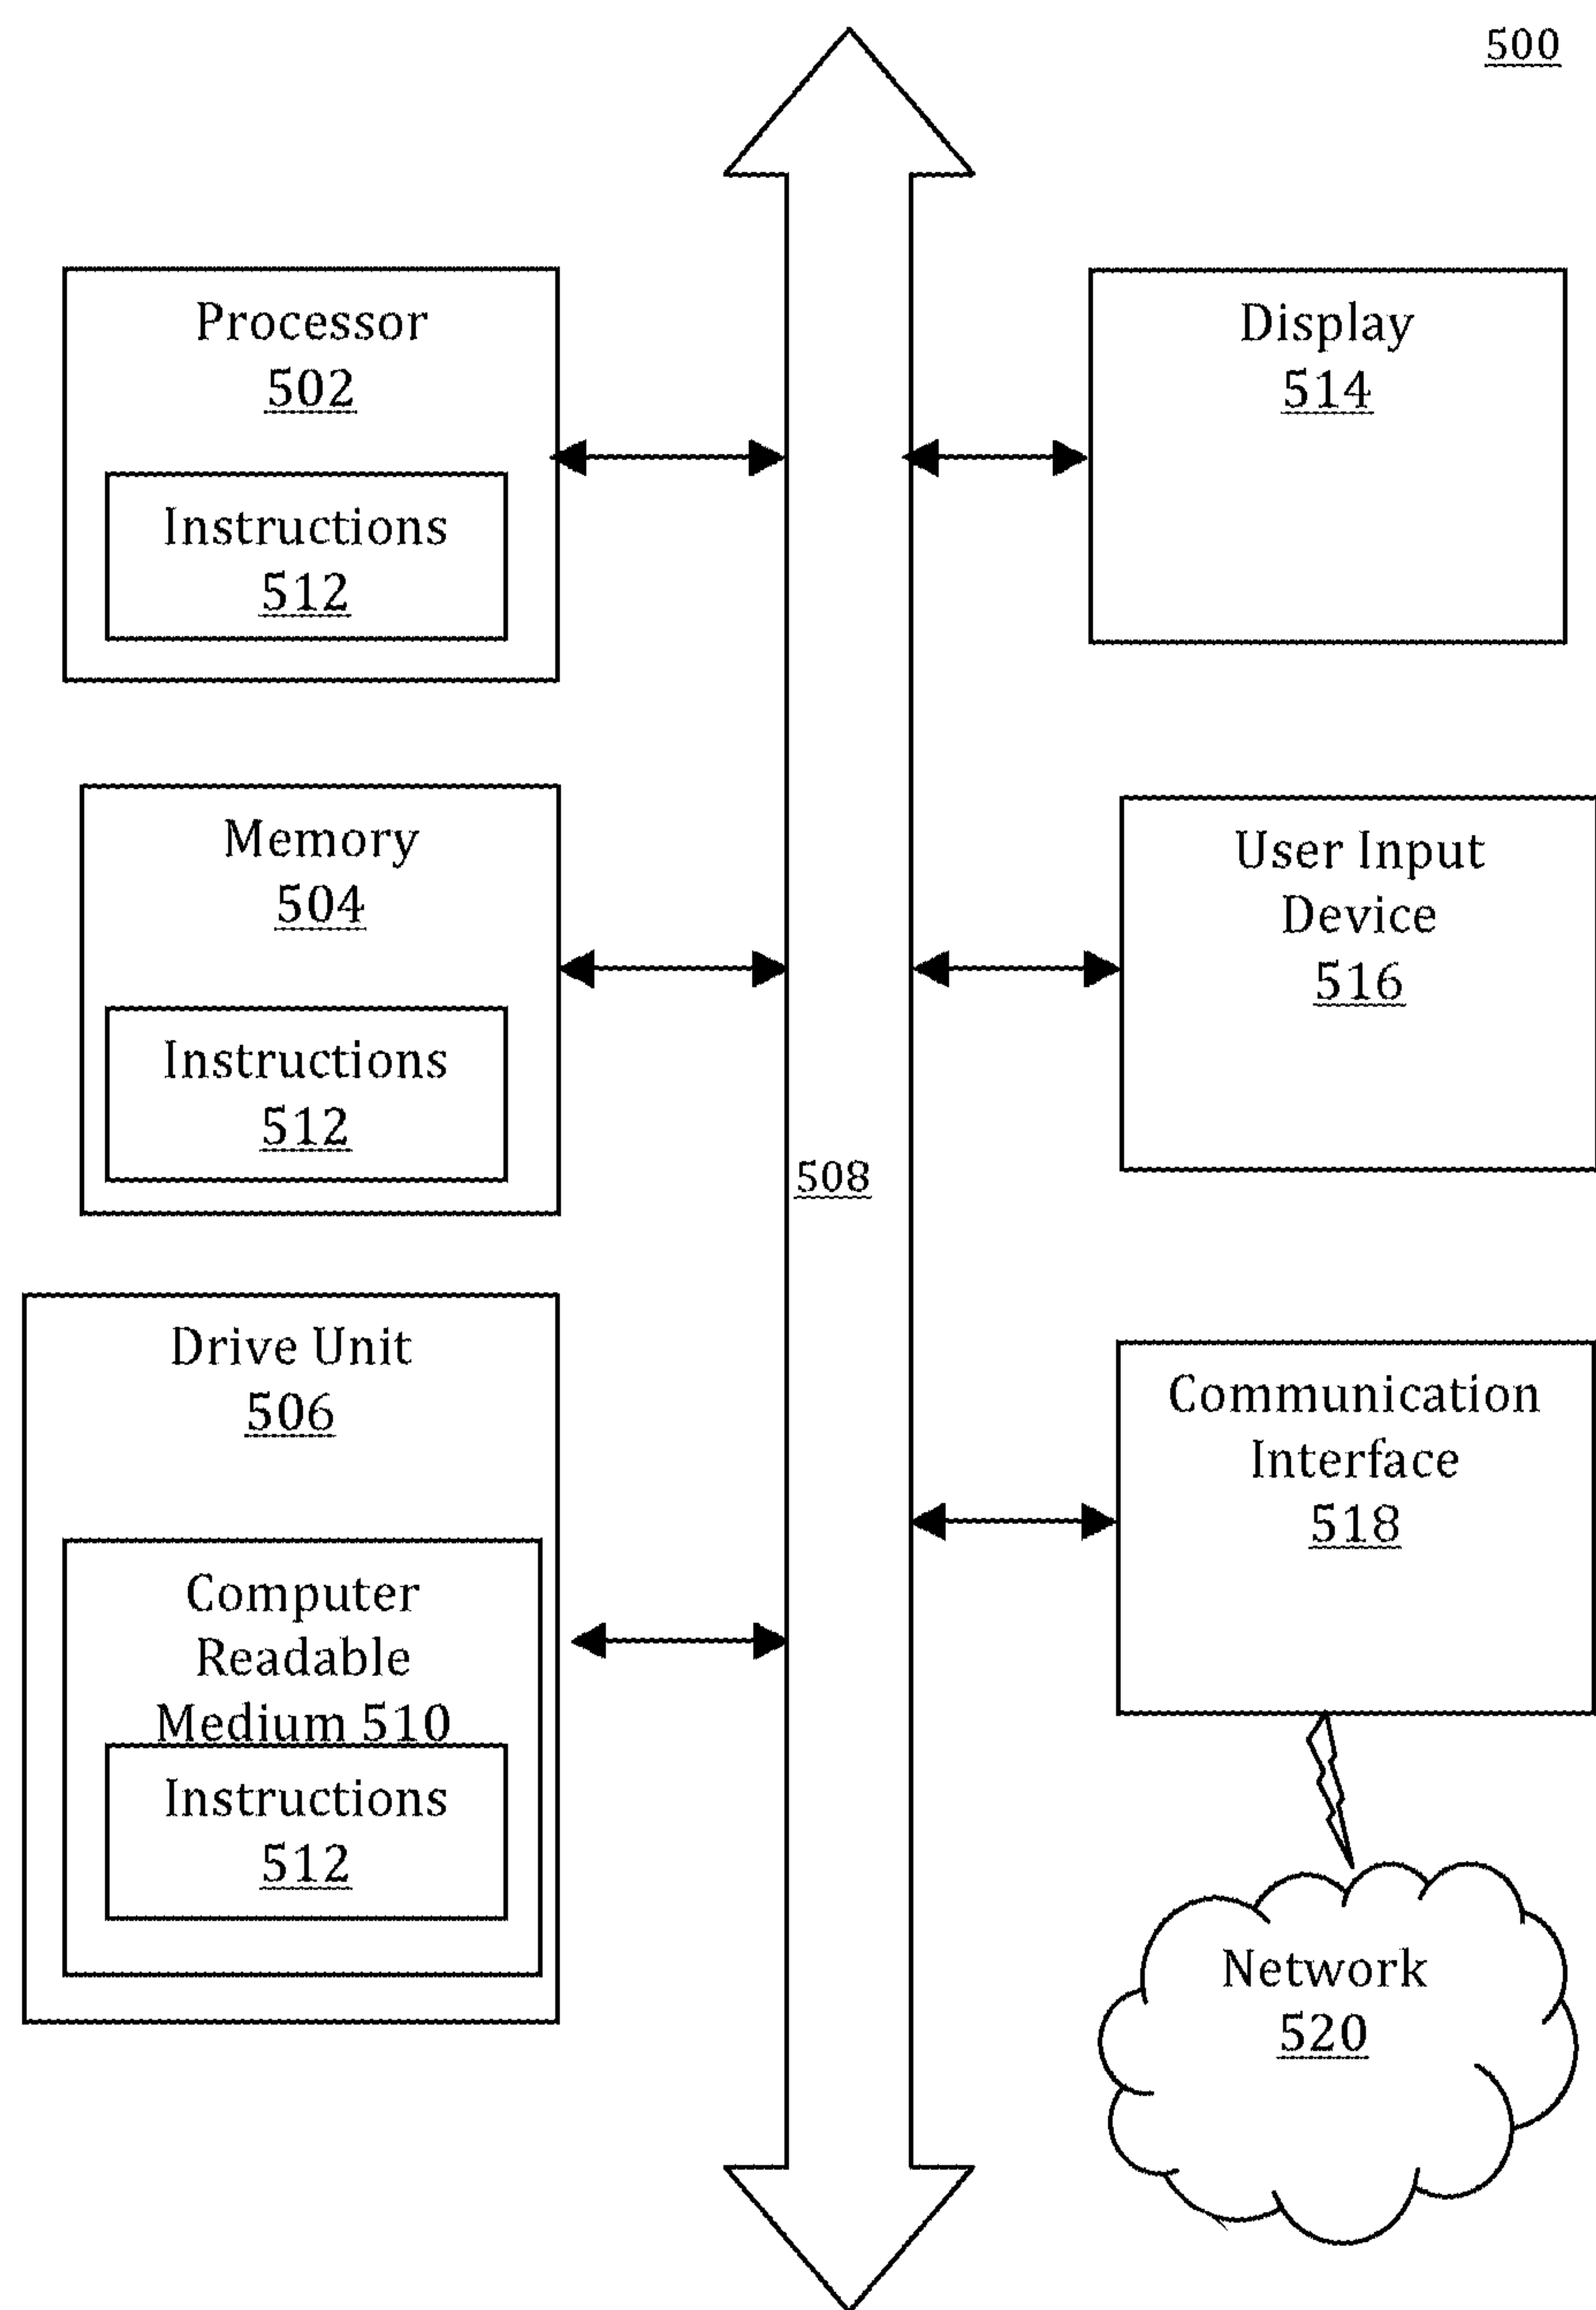 500
Processor
502
Instructions
512
Memory
504
Instructions
512
Drive Unit
506
Computer
Readable
Medium 510
Instructions
512
508
Display
514
User Input
Device
516
Communication
Interface
518
Network
520